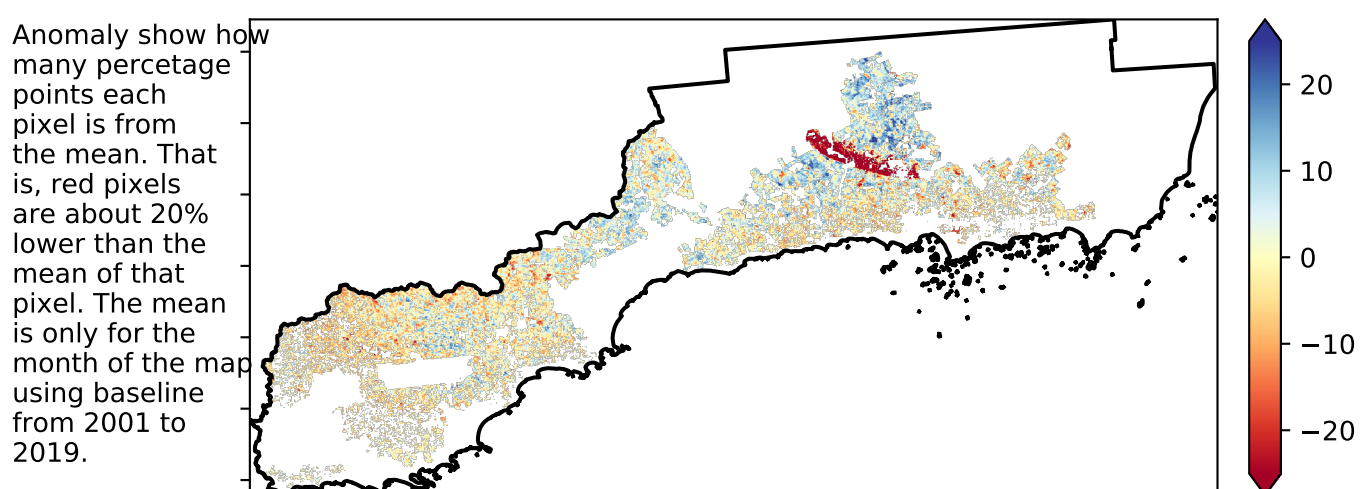 Anomaly show how
many percetage
points each
pixel is from
the mean. That
is, red pixels
are about 20%
lower than the
mean of that
pixel. The mean
is only for the
month of the map
using baseline
from 2001 to
2019.
20
10
0
−10
−20